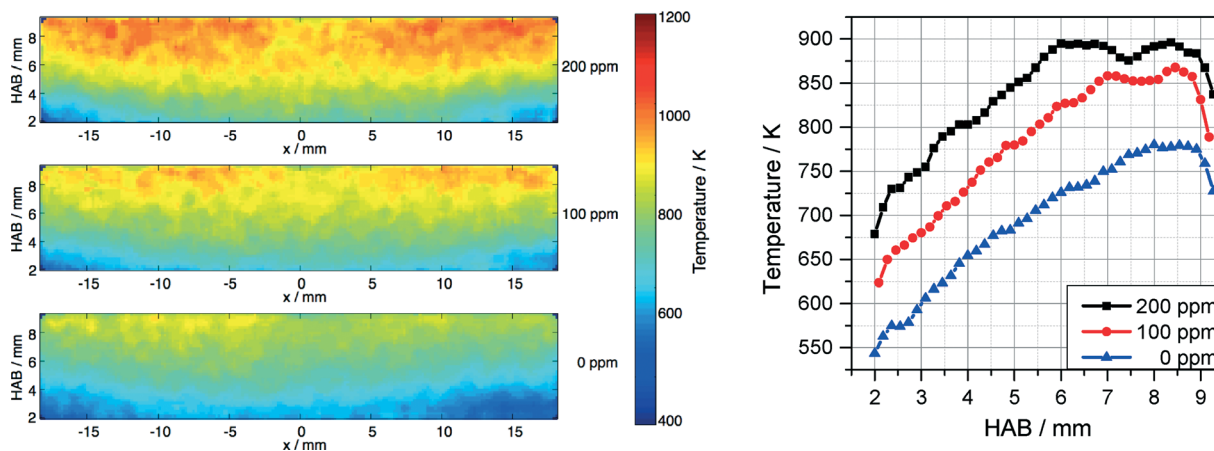 HAB / mm
8
6
4
2
-15 -10 -5 0 5 10 15
x / mm
200 ppm
HAB / mm
8
6
4
2
-15 -10 -5 0 5 10 15
x / mm
100 ppm
HAB / mm
8
6
4
2
-15 -10 -5 0 5 10 15
x / mm
0 ppm
1200
1000
800
600
400
Temperature / K
Temperature / K
900
850
800
750
700
650
600
550
2 3 4 5 6 7 8 9
HAB / mm
200 ppm
100 ppm
0 ppm